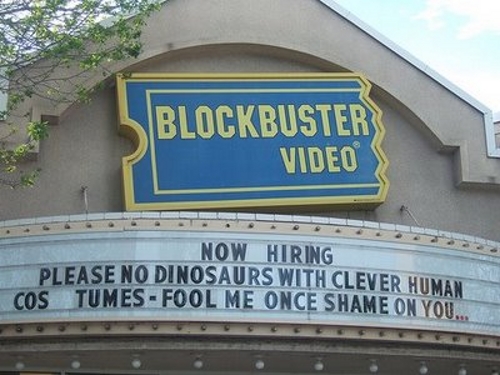 BLOCKBUSTER
VIDEO®
NOW HIRING
PLEASE NO DINOSAURS WITH CLEVER HUMAN
COS TUMES - FOOL ME ONCE SHAME ON YOU...